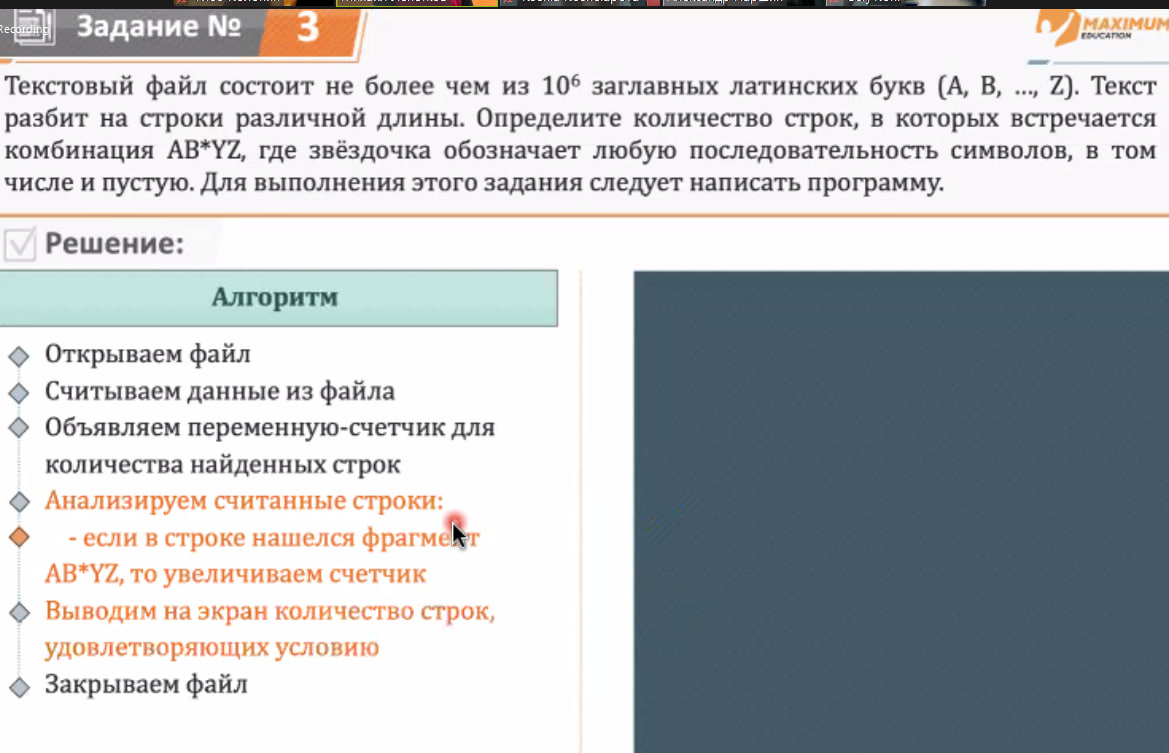 Recording
Задание № 3
MAXIMUM
EDUCATION
Текстовый файл состоит не более чем из 10⁶ заглавных латинских букв (A, B, ..., Z). Текст
разбит на строки различной длины. Определите количество строк, в которых встречается
комбинация AB*YZ, где звёздочка обозначает любую последовательность символов, в том
числе и пустую. Для выполнения этого задания следует написать программу.
Решение:
Алгоритм
Открываем файл
Считываем данные из файла
Объявляем переменную-счетчик для
количества найденных строк
Анализируем считанные строки:
- если в строке нашелся фрагмент
AB*YZ, то увеличиваем счетчик
Выводим на экран количество строк,
удовлетворяющих условию
Закрываем файл